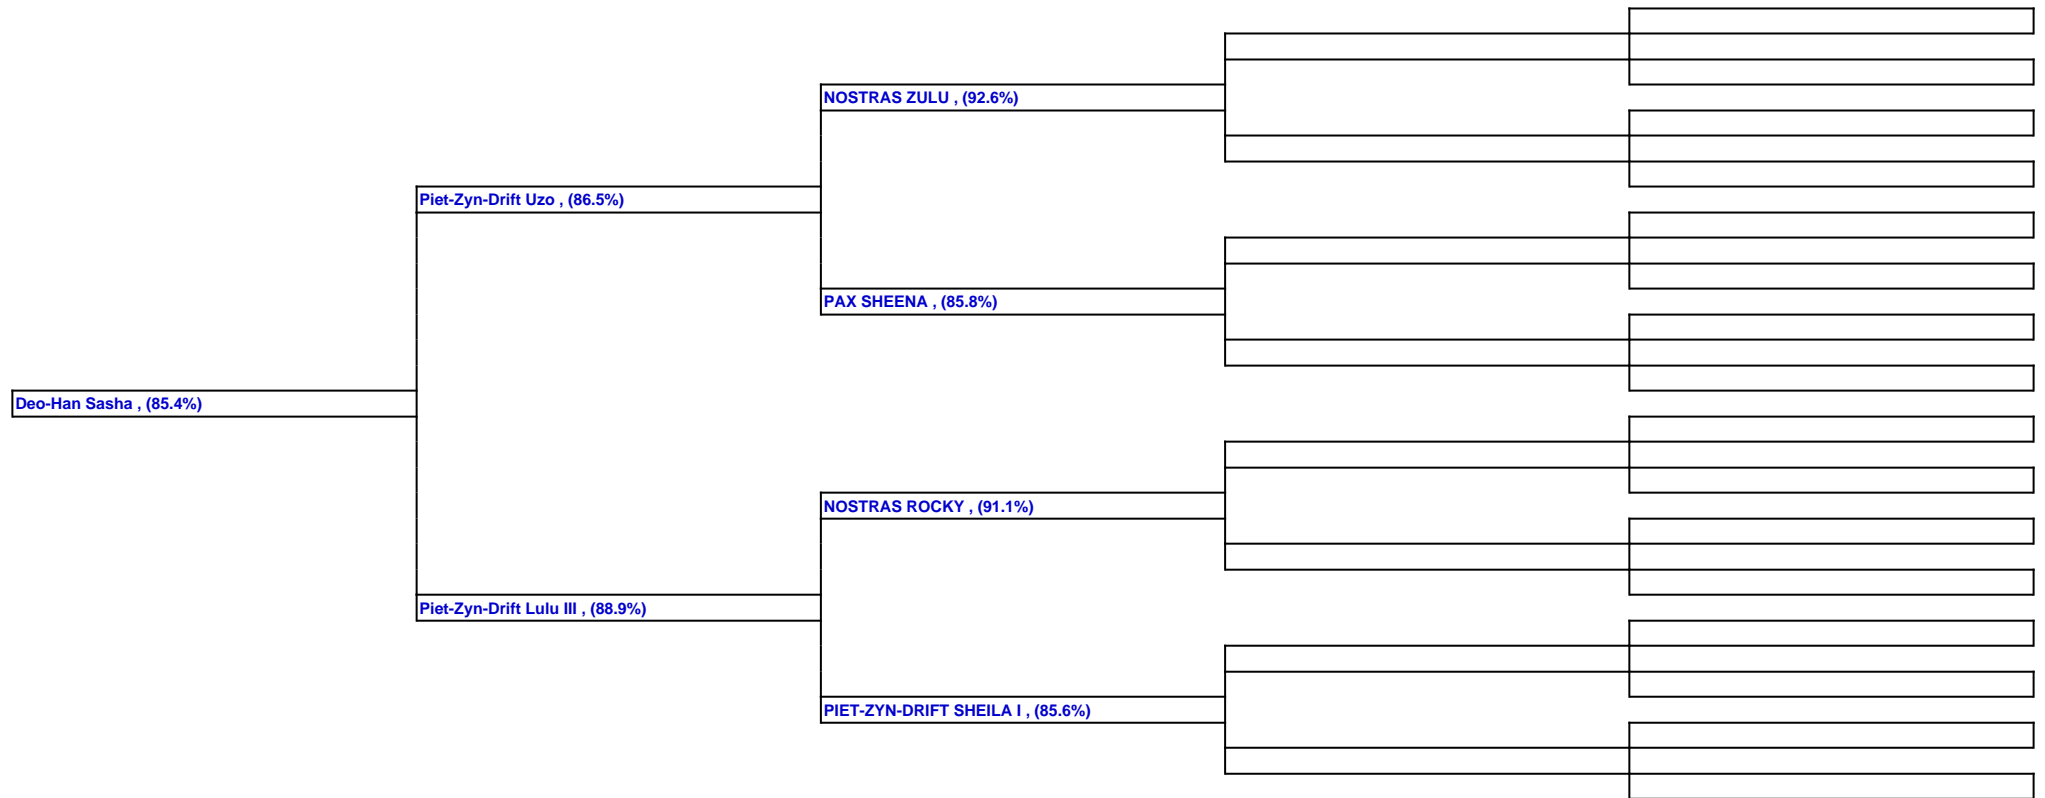 NOSTRAS ZULU , (92.6%)
Piet-Zyn-Drift Uzo , (86.5%)
PAX SHEENA , (85.8%)
Deo-Han Sasha , (85.4%)
NOSTRAS ROCKY , (91.1%)
Piet-Zyn-Drift Lulu III , (88.9%)
PIET-ZYN-DRIFT SHEILA I , (85.6%)